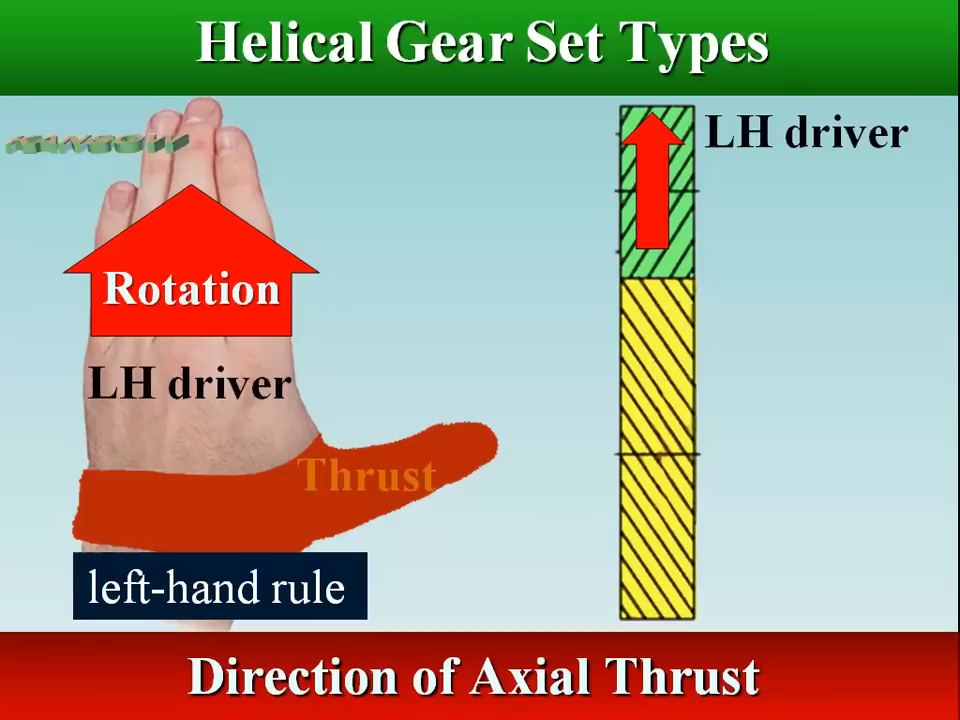 Helical Gear Set Types
LH driver
Rotation
LH driver
Thrust
left-hand rule
Direction of Axial Thrust